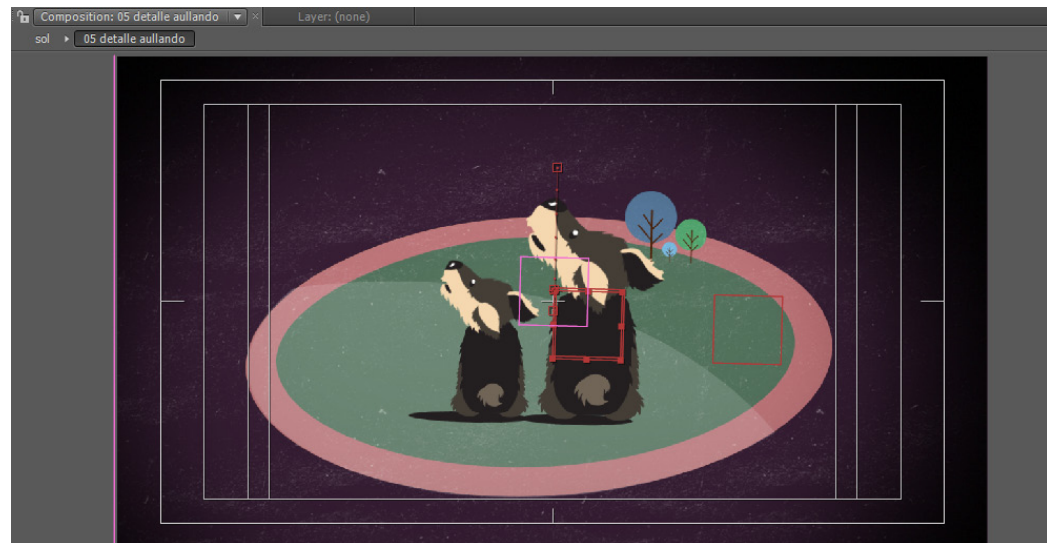 Composition: 05 detalle aullando
Layer: (none)
sol
05 detalle aullando